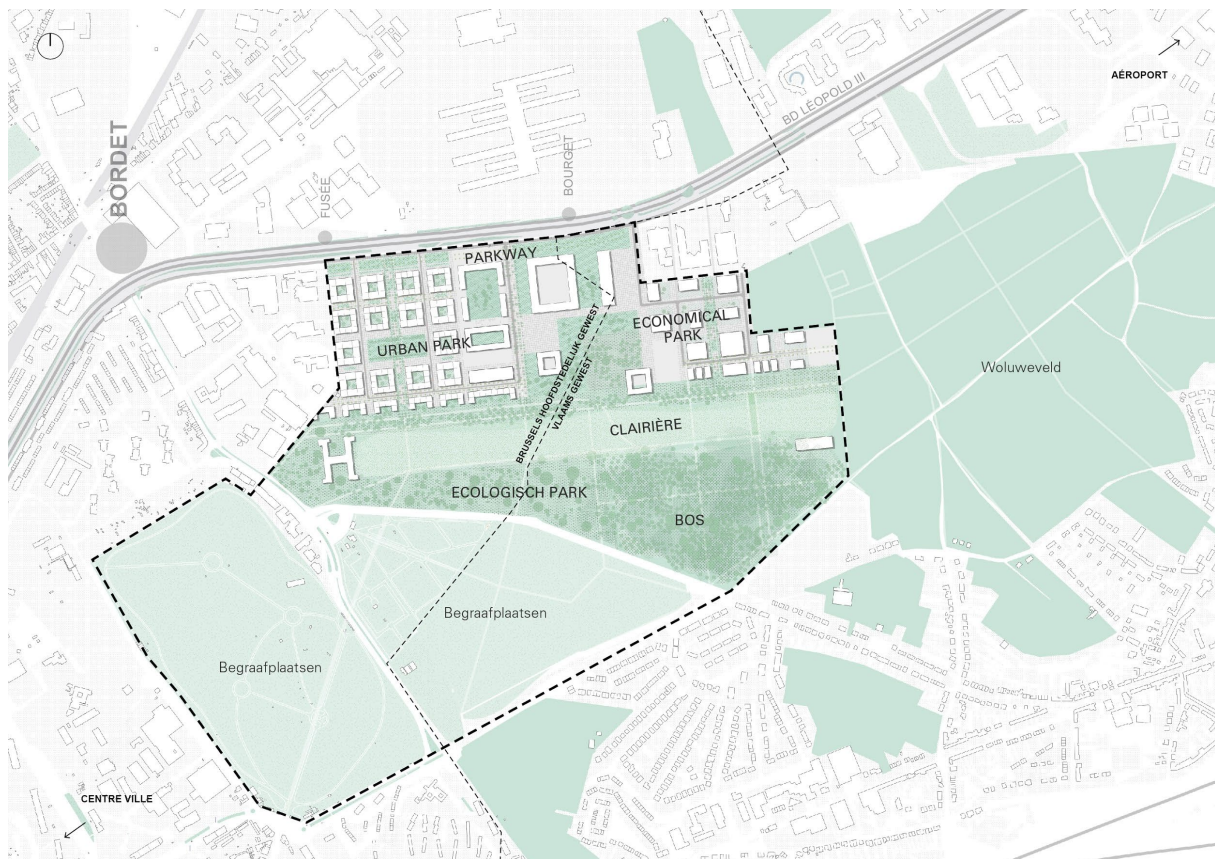 AÉROPORT
BD LÉOPOLD III
BORDET
FUSÉE
BOURGET
PARKWAY
ECONOMICAL
PARK
URBAN PARK
BRUSSELS HOOFDSTEDELIJK GEWEST
VLAAMS GEWEST
Woluweveld
CLAIRIÈRE
ECOLOGISCH PARK
BOS
Begraafplaatsen
Begraafplaatsen
CENTRE VILLE